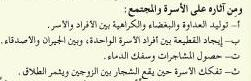 ومن آثاره على الأسرة والمجتمع:
أ- توليد العداوة والبغضاء والكراهية بين الأفراد والأسر.
ب- إيجاد القطيعة بين أفراد الأسرة الواحدة، وبين الجيران والأصدقاء.
ت- حصول المشاجرات وسفك الدماء.
ث- تفكك الأسرة حين يقع الشجار بين الزوجين ويثمر الطلاق.